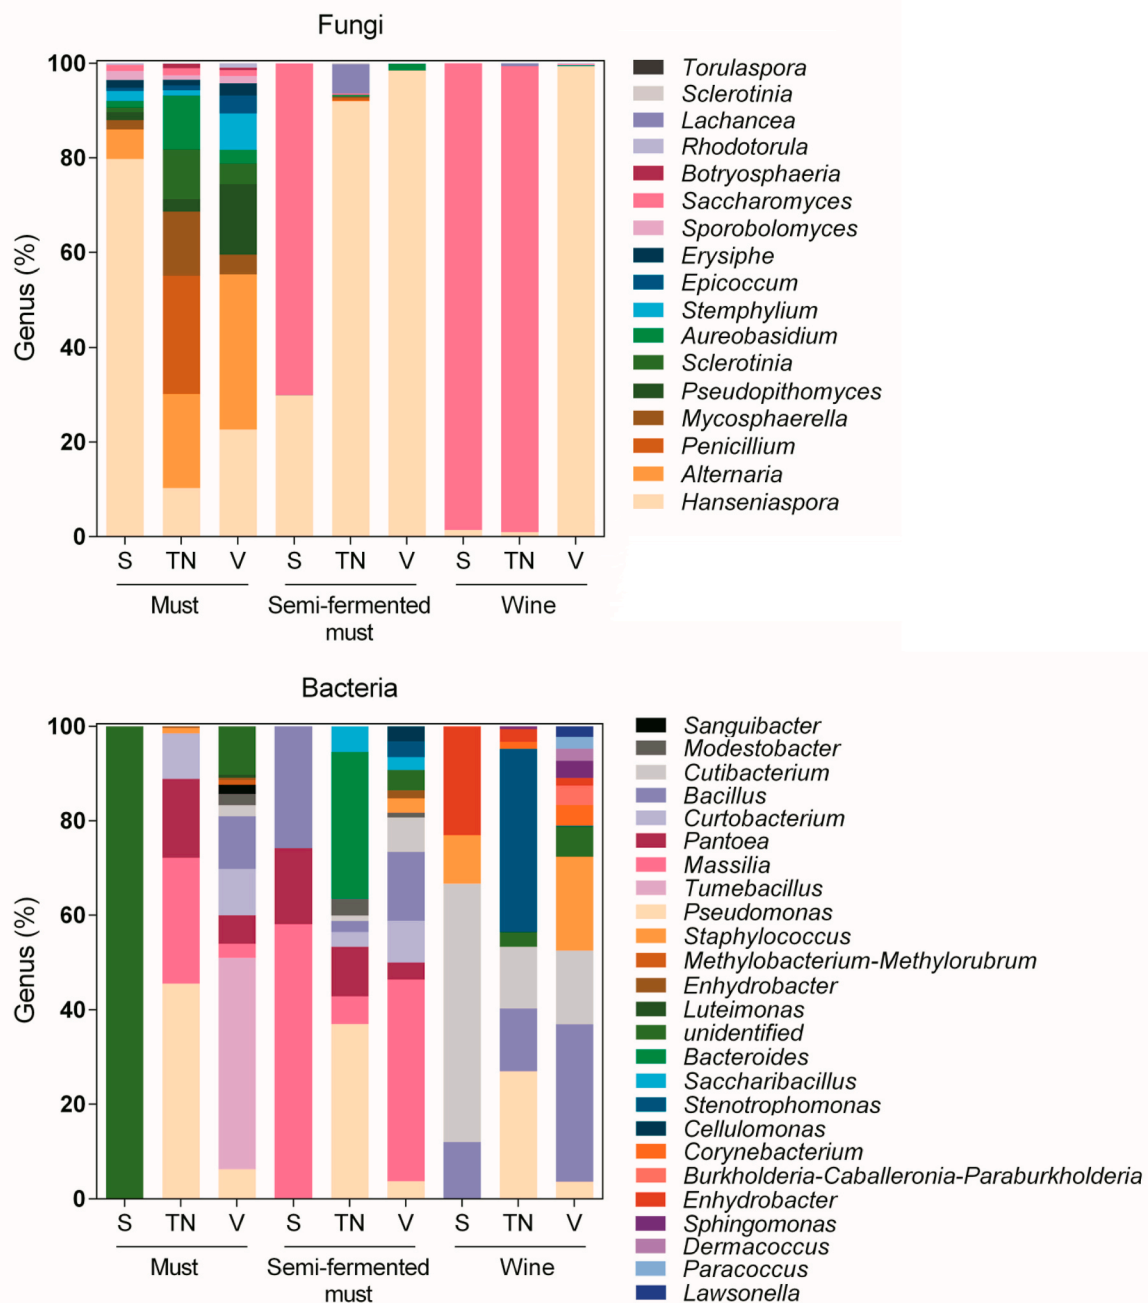 Fungi
Genus (%)
100
80
60
40
20
0
S TN V S TN V S TN V
Must Semi-fermented must Wine
Torulaspora
Sclerotinia
Lachancea
Rhodotorula
Botryosphaeria
Saccharomyces
Sporobolomyces
Erysiphe
Epicoccum
Stemphylium
Aureobasidium
Sclerotinia
Pseudopithomyces
Mycosphaerella
Penicillium
Alternaria
Hanseniaspora
Bacteria
Genus (%)
100
80
60
40
20
0
S TN V S TN V S TN V
Must Semi-fermented must Wine
Sanguibacter
Modestobacter
Cutibacterium
Bacillus
Curtobacterium
Pantoea
Massilia
Tumebacillus
Pseudomonas
Staphylococcus
Methylobacterium-Methylorubrum
Enhydrobacter
Luteimonas
unidentified
Bacteroides
Saccharibacillus
Stenotrophomonas
Cellulomonas
Corynebacterium
Burkholderia-Caballeronia-Paraburkholderia
Enhydrobacter
Sphingomonas
Dermacoccus
Paracoccus
Lawsonella